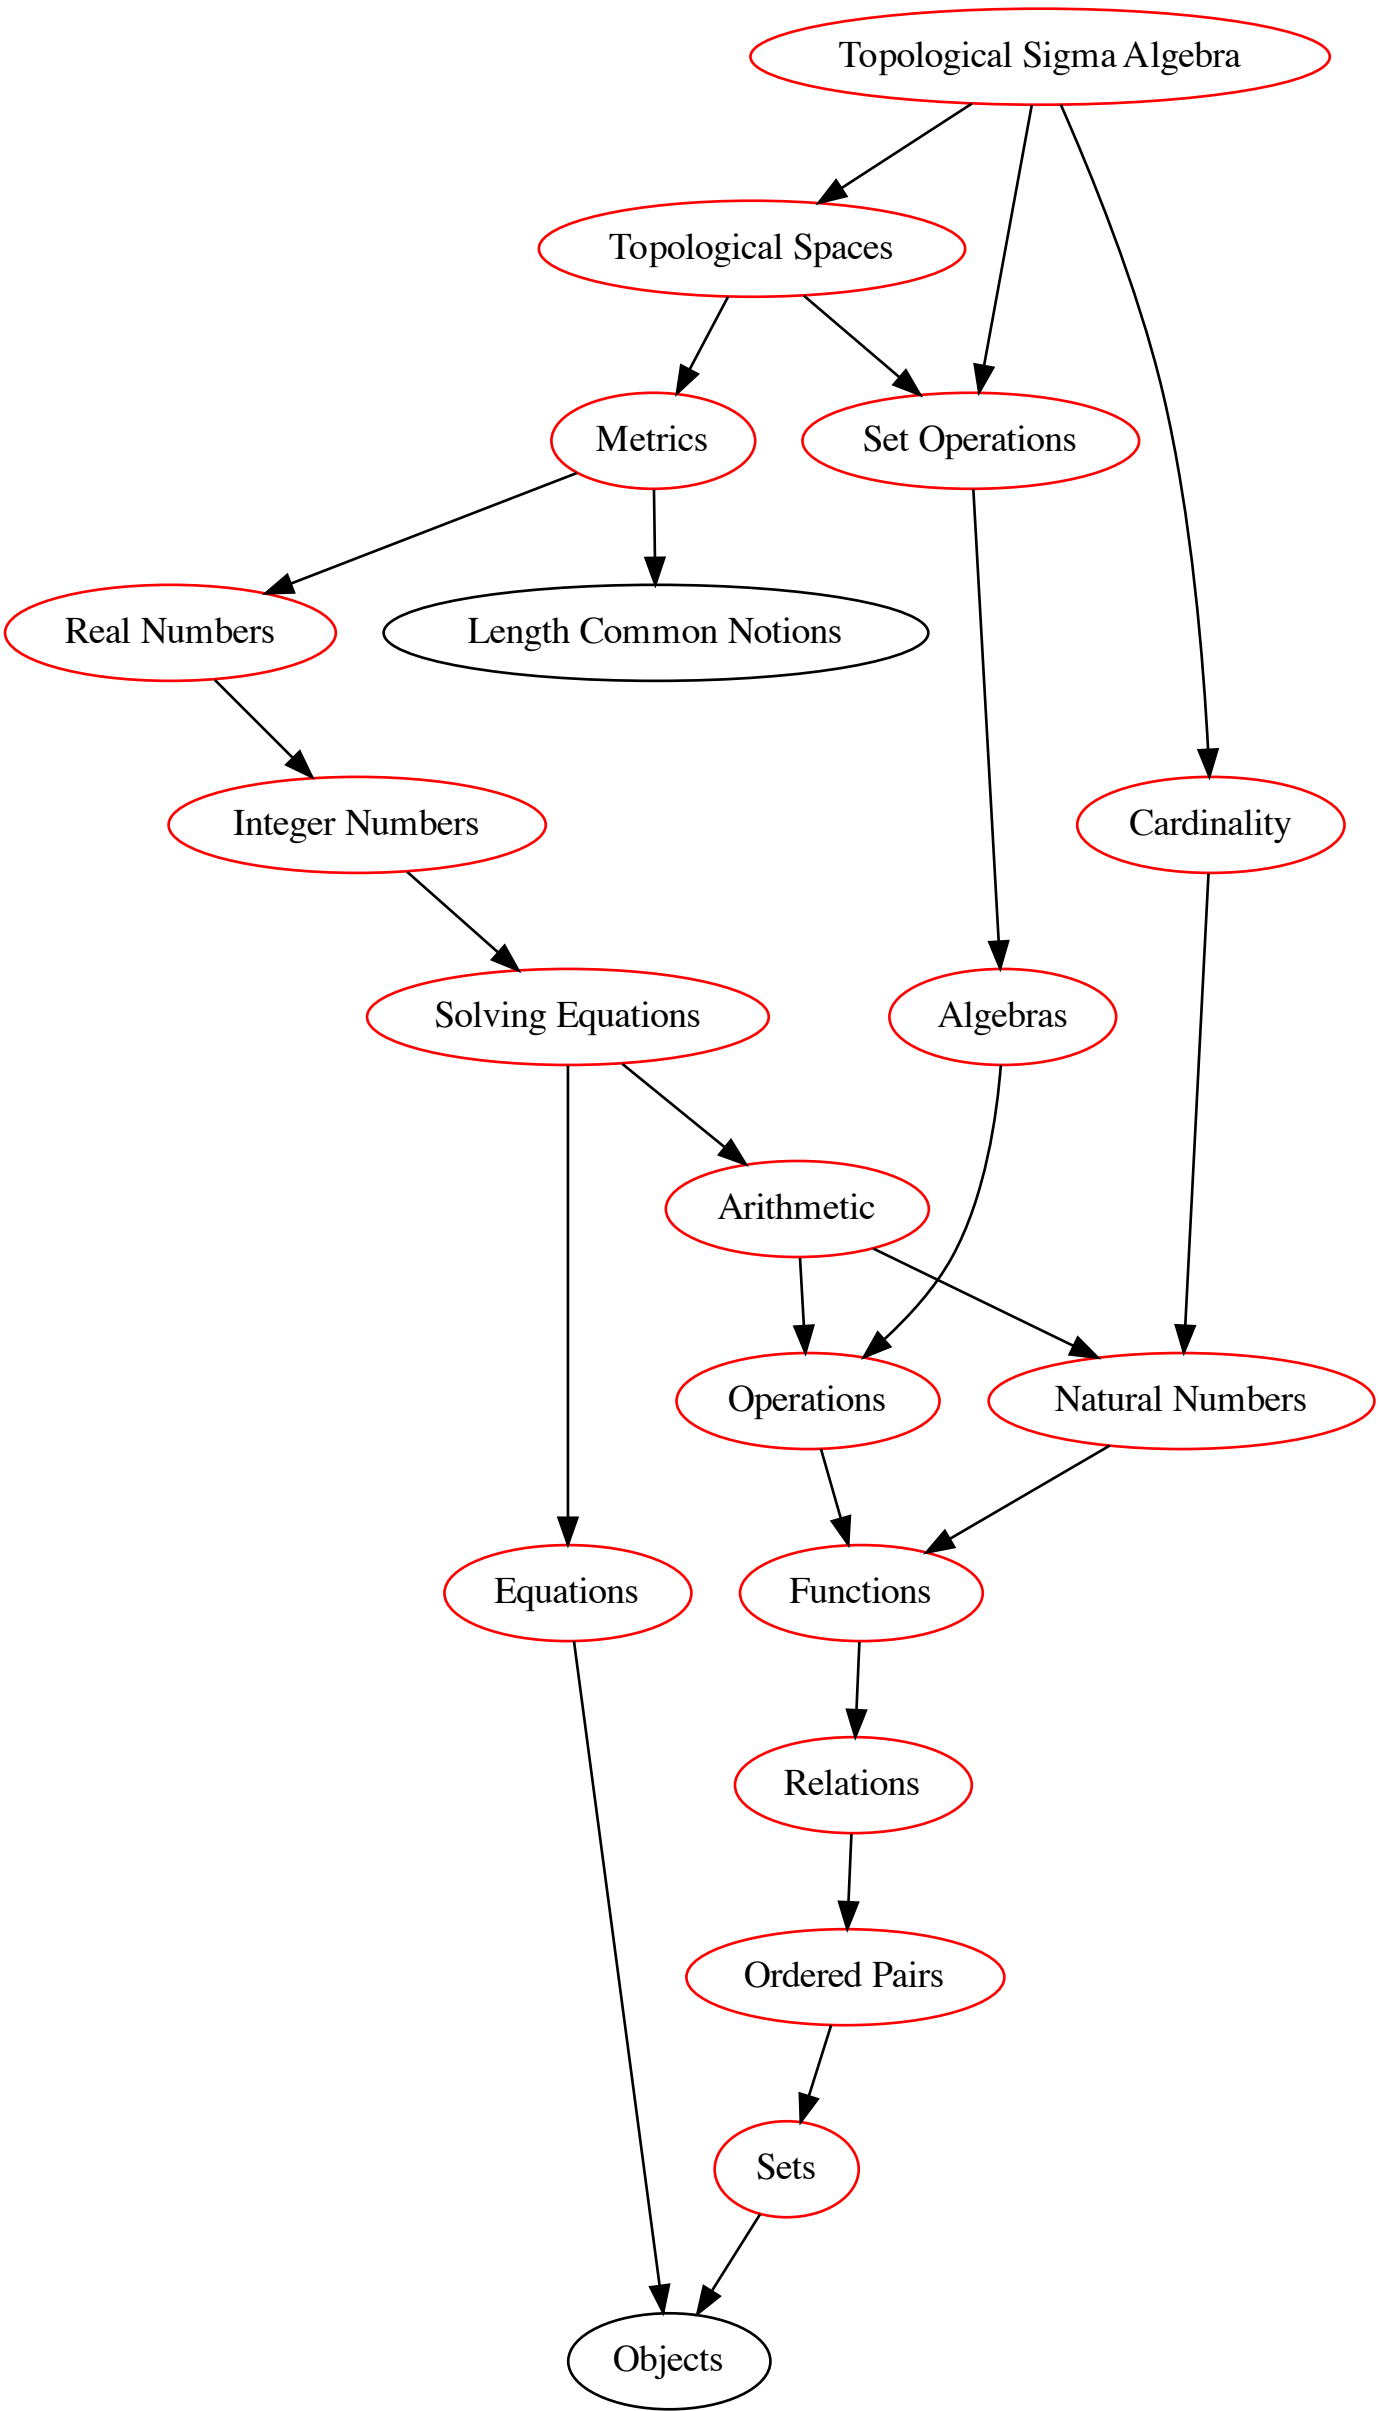 Topological Sigma Algebra
Topological Spaces
Metrics
Set Operations
Real Numbers
Length Common Notions
Integer Numbers
Cardinality
Solving Equations
Algebras
Arithmetic
Operations
Natural Numbers
Equations
Functions
Relations
Ordered Pairs
Sets
Objects